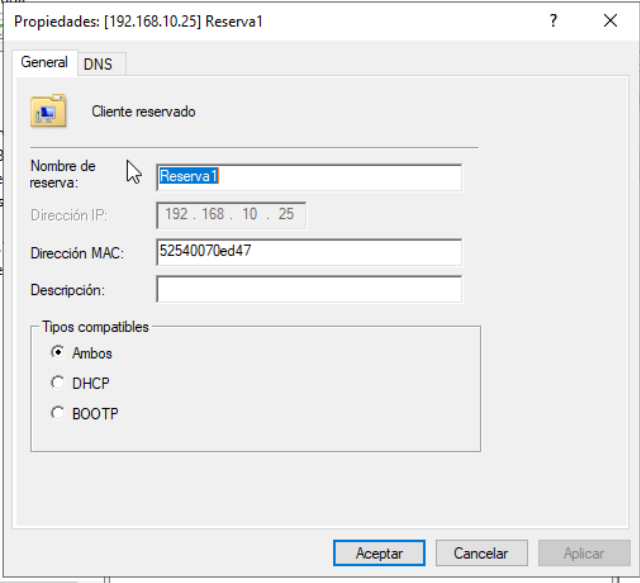 Propiedades: [192.168.10.25] Reserva1
?
General
DNS
Cliente reservado
Nombre de
reserva:
Reserva1
Dirección IP:
192 . 168 . 10 . 25
Dirección MAC:
52540070ed47
Descripción:
Tipos compatibles
Ambos
DHCP
BOOTP
Aceptar
Cancelar
Aplicar